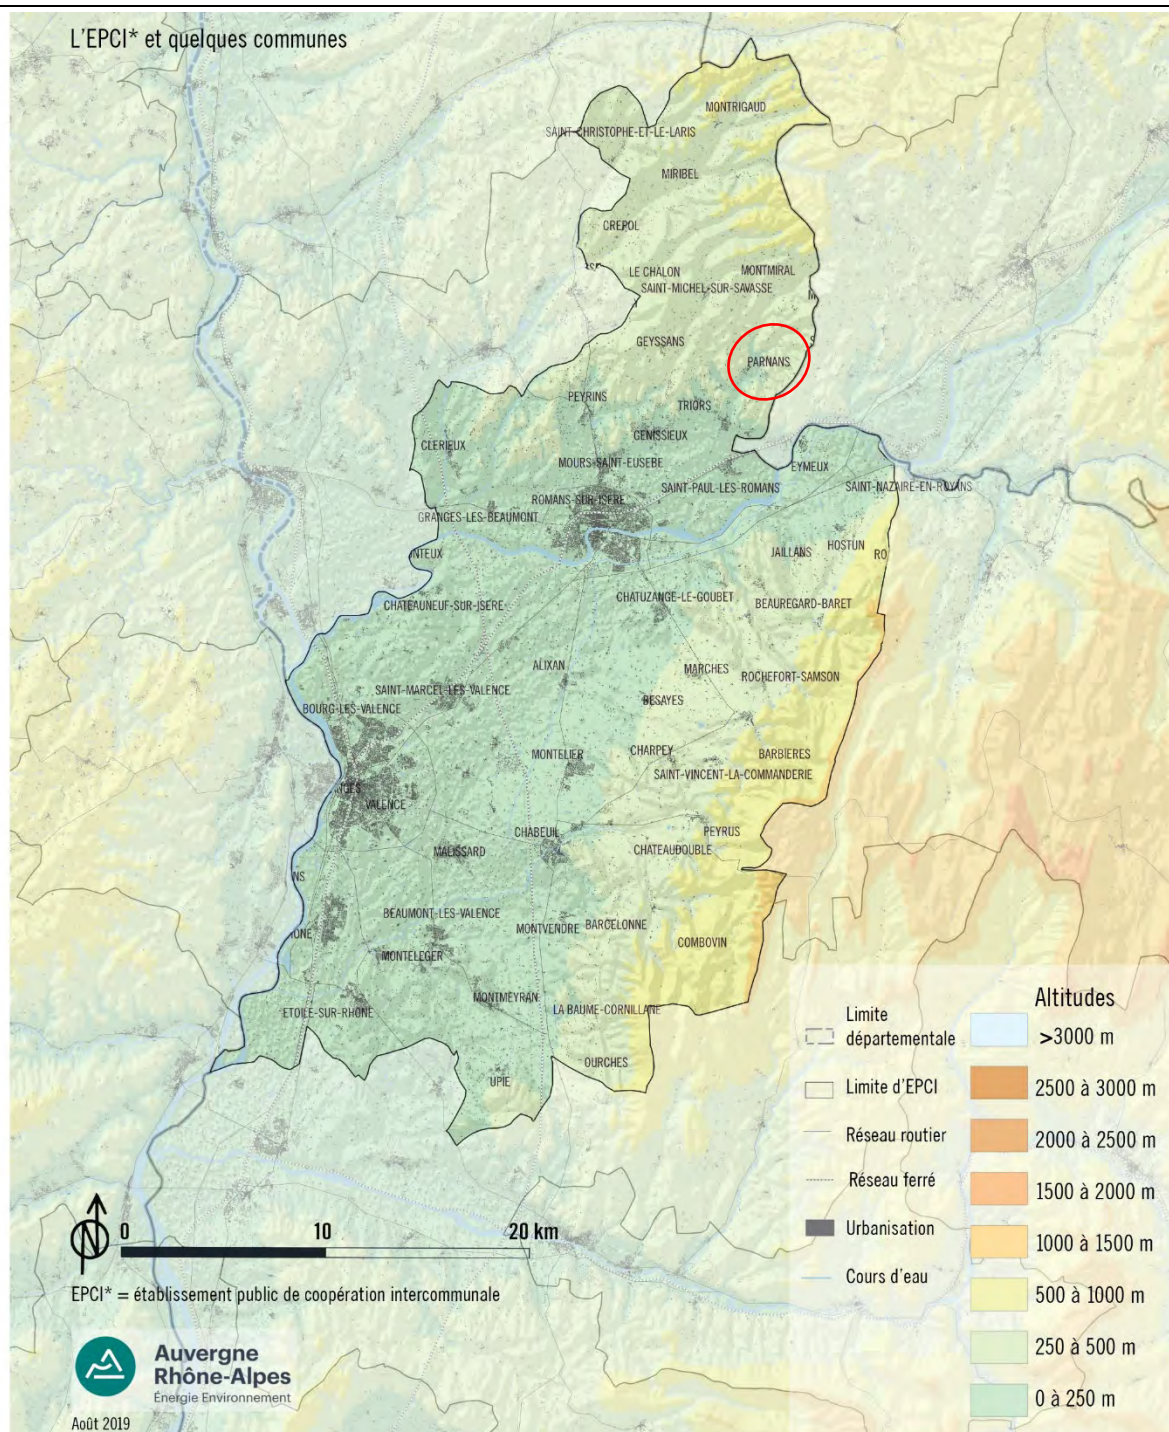 L'EPCI* et quelques communes
MONTRIGAUD
SAINT-CHRISTOPHE-ET-LE-LARIS
MIRIBEL
CREPOL
LE CHALON
MONTMIRAL
SAINT-MICHEL-SUR-SAVASSE
GEYSSANS
PARNANS
PEYRINS
TRIORS
GENISSIEUX
CLERIEUX
MOURS-SAINT-EUSEBE
EYMEUX
SAINT-PAUL-LES-ROMANS
SAINT-NAZAIRE-EN-ROYANS
ROMANS-SUR-ISERE
GRANGES-LES-BEAUMONT
HOSTUN
JAILLANS
RO
NTEUX
CHATUZANGE-LE-GOUBET
CHATEAUNEUF-SUR-ISERE
BEAUREGARD-BARET
ALIXAN
MARCHES
ROCHEFORT-SAMSON
SAINT-MARCEL-LES-VALENCE
BESAYES
BOURG-LES-VALENCE
MONTELIER
CHARPEY
BARBIERES
SAINT-VINCENT-LA-COMMANDERIE
NGES
VALENCE
CHABEUIL
PEYRUS
MALISSARD
CHATEAUDOUBLE
NS
BEAUMONT-LES-VALENCE
MONTVENDRE
BARCELONNE
ONE
COMBOVIN
MONTELEGER
MONTMEYRAN
ETOILE-SUR-RHONE
LA BAUME-CORNILLANE
OURCHES
UPIE
Altitudes
Limite
départementale
>3000 m
Limite d'EPCI
2500 à 3000 m
Réseau routier
2000 à 2500 m
Réseau ferré
1500 à 2000 m
Urbanisation
1000 à 1500 m
Cours d'eau
500 à 1000 m
250 à 500 m
0 à 250 m
N
0 10 20 km
EPCI* = établissement public de coopération intercommunale
Auvergne
Rhône-Alpes
Énergie Environnement
Août 2019